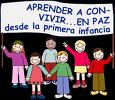 APRENDER A CON-
VIVIR...EN PAZ
desde la primera infancia